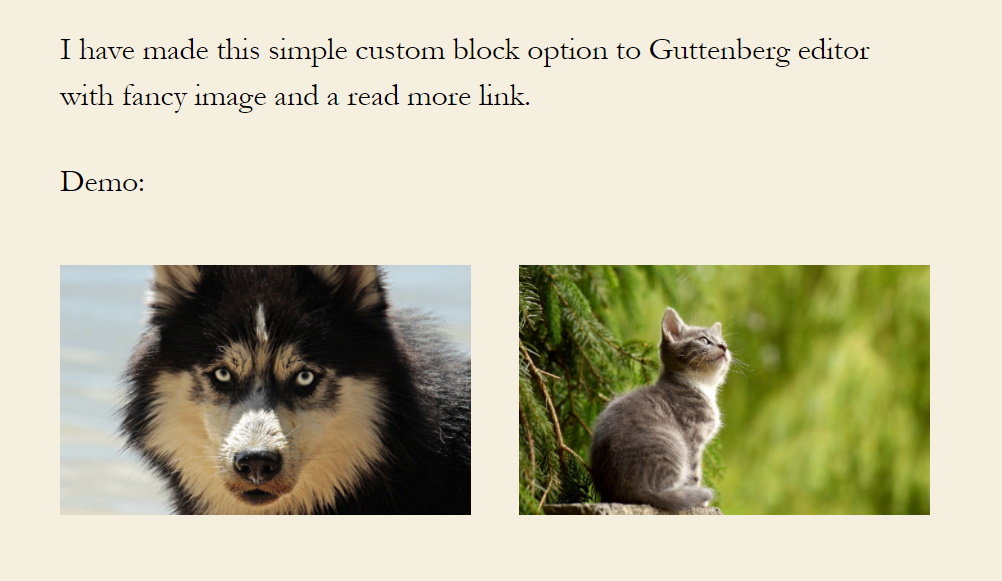 I have made this simple custom block option to Guttenberg editor
with fancy image and a read more link.
Demo: